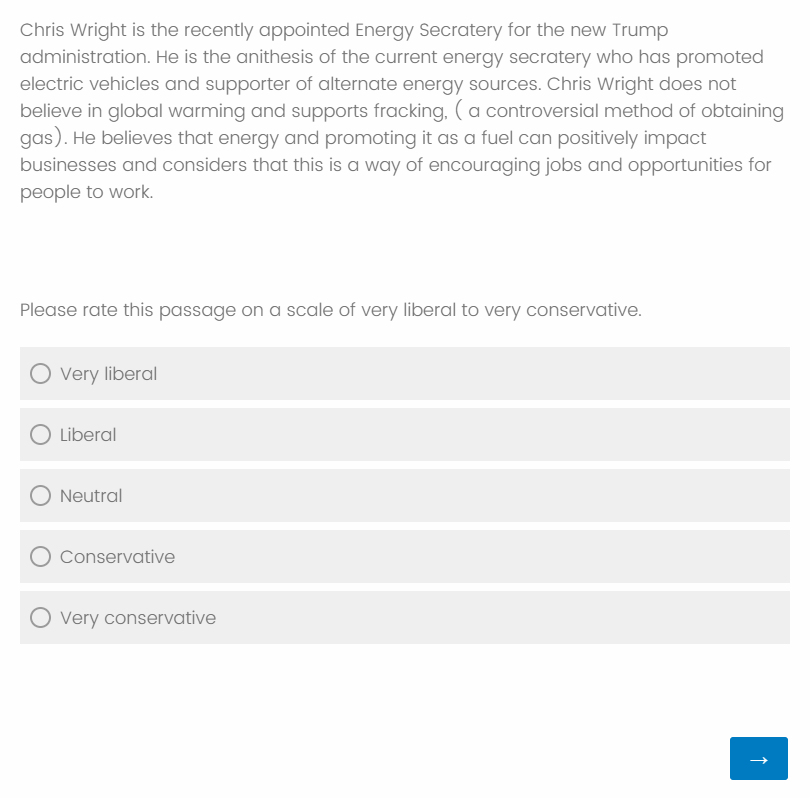 Chris Wright is the recently appointed Energy Secratery for the new Trump
administration. He is the anithesis of the current energy secratery who has promoted
electric vehicles and supporter of alternate energy sources. Chris Wright does not
believe in global warming and supports fracking, ( a controversial method of obtaining
gas). He believes that energy and promoting it as a fuel can positively impact
businesses and considers that this is a way of encouraging jobs and opportunities for
people to work.
Please rate this passage on a scale of very liberal to very conservative.
Very liberal
Liberal
Neutral
Conservative
Very conservative
→